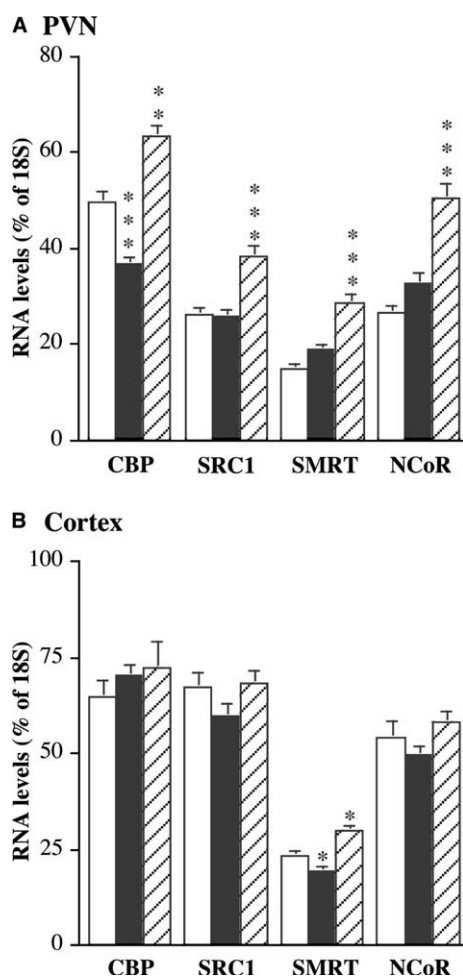 A PVN
RNA levels (% of 18S)
80
60
40
20
0
* *
* * *
* * *
* * *
* * *
CBP SRC1 SMRT NCoR
B Cortex
RNA levels (% of 18S)
100
75
50
25
0
*
*
CBP SRC1 SMRT NCoR